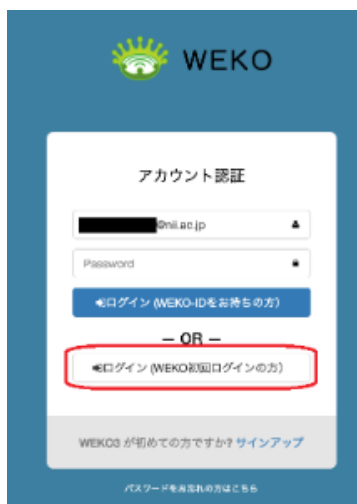 WEKO
アカウント認証
@nii.ac.jp
Password
ログイン (WEKO-IDをお持ちの方)
— OR —
ログイン (WEKO初回ログインの方)
WEKO3 が初めての方ですか? サインアップ
パスワードをお忘れの方はこちら